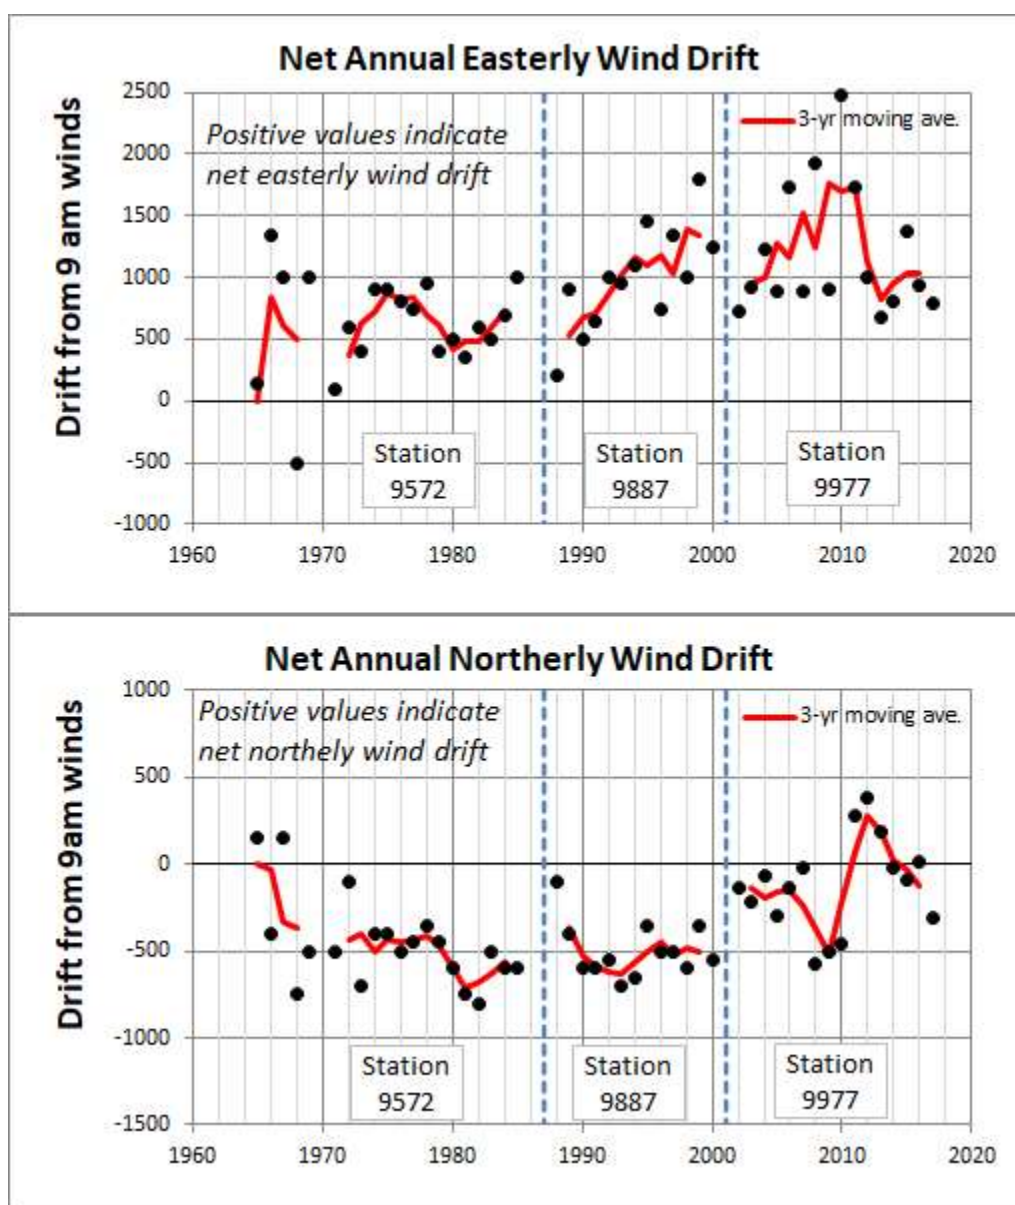 Net Annual Easterly Wind Drift
Drift from 9 am winds
2500
2000
1500
1000
500
0
-500
-1000
Positive values indicate
net easterly wind drift
3-yr moving ave.
Station
9572
Station
9887
Station
9977
1960
1970
1980
1990
2000
2010
2020
Net Annual Northerly Wind Drift
Drift from 9am winds
1000
500
0
-500
-1000
-1500
Positive values indicate
net northely wind drift
3-yr moving ave.
Station
9572
Station
9887
Station
9977
1960
1970
1980
1990
2000
2010
2020